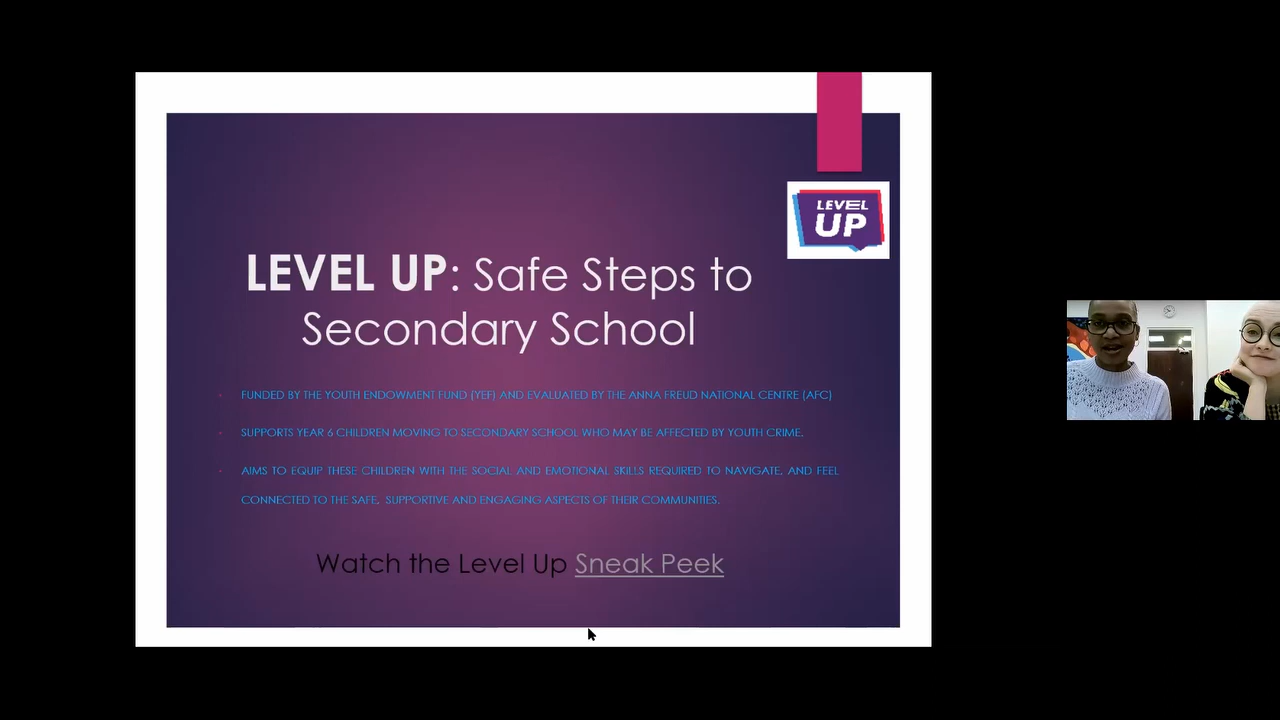 LEVEL
UP
LEVEL UP: Safe Steps to
Secondary School
FUNDED BY THE YOUTH ENDOWMENT FUND (YEF) AND EVALUATED BY THE ANNA FREUD NATIONAL CENTRE (AFC)
SUPPORTS YEAR 6 CHILDREN MOVING TO SECONDARY SCHOOL WHO MAY BE AFFECTED BY YOUTH CRIME.
AIMS TO EQUIP THESE CHILDREN WITH THE SOCIAL AND EMOTIONAL SKILLS REQUIRED TO NAVIGATE, AND FEEL
CONNECTED TO THE SAFE, SUPPORTIVE AND ENGAGING ASPECTS OF THEIR COMMUNITIES.
Watch the Level Up Sneak Peek